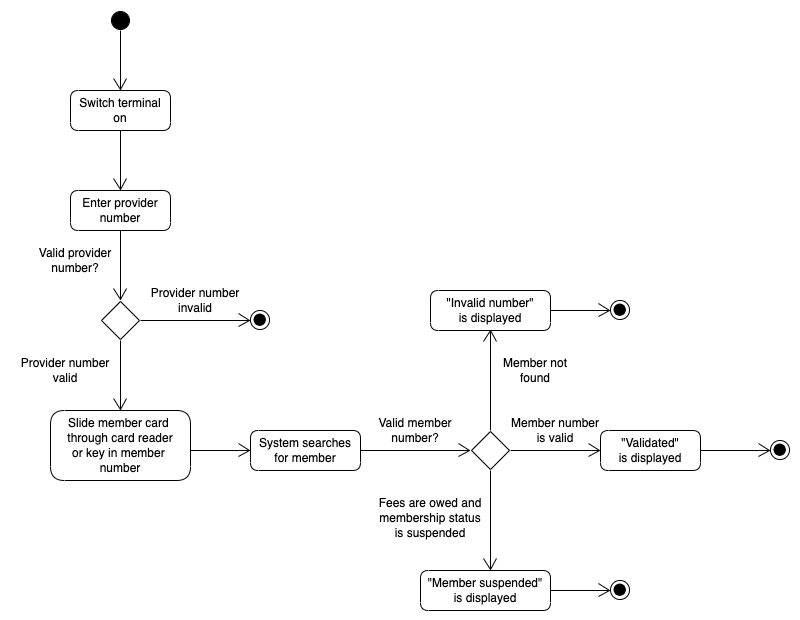 Switch terminal
on
Enter provider
number
Valid provider
number?
Provider number
invalid
Provider number
valid
Slide member card
through card reader
or key in member
number
System searches
for member
Valid member
number?
"Invalid number"
is displayed
Member not
found
Member number
is valid
"Validated"
is displayed
Fees are owed and
membership status
is suspended
"Member suspended"
is displayed